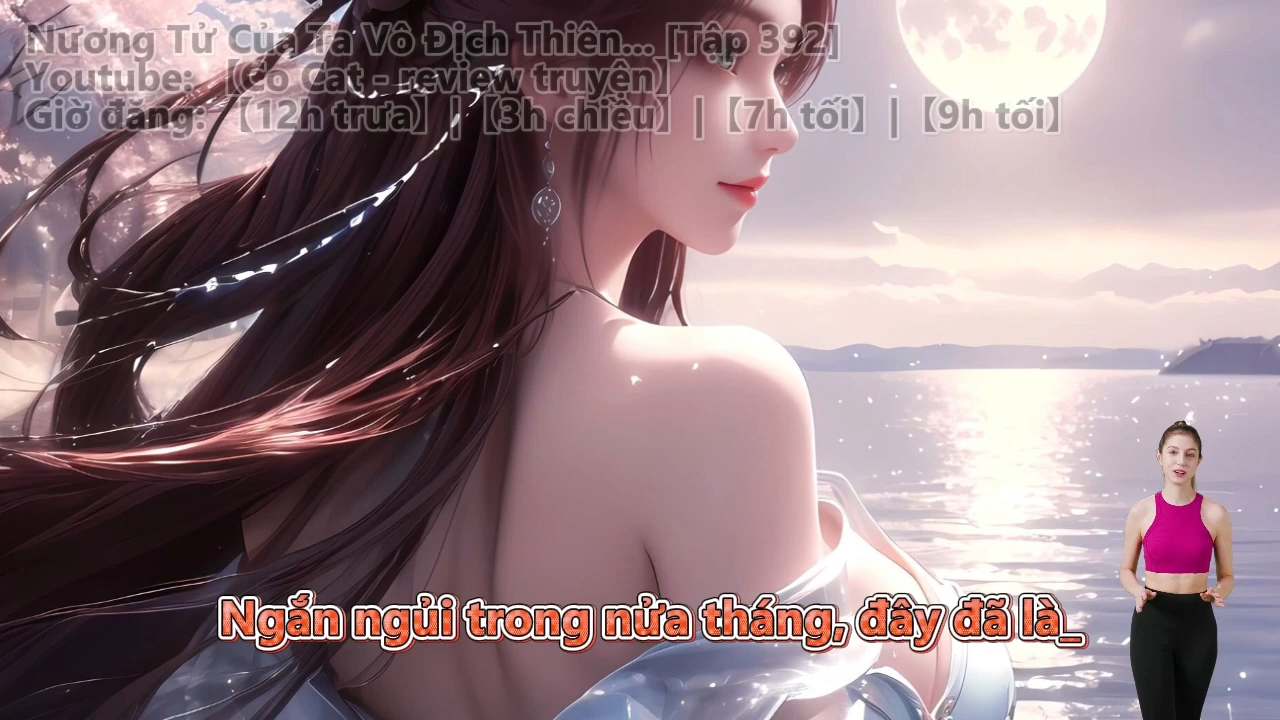 Nương Tử Của Ta Vô Địch Thiên... [Tập 392]
Youtube: 【Cò Cat - review truyện】
Giờ đăng: 【12h trưa】 |【3h chiều】 |【7h tối】 |【9h tối】
Ngắn ngủi trong nửa tháng, đây đã là_